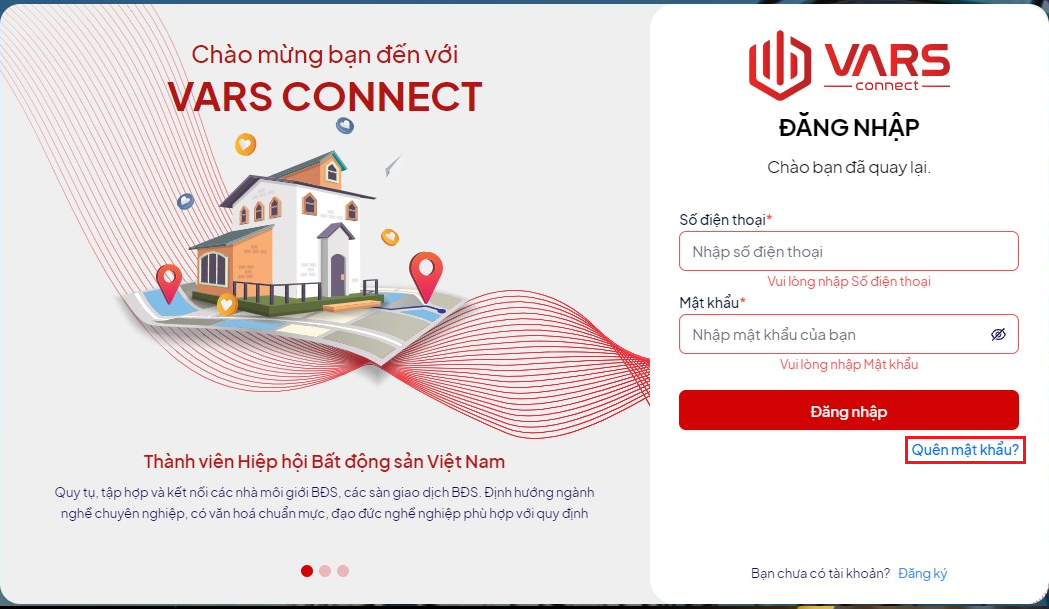 Chào mừng bạn đến với
VARS CONNECT
Thành viên Hiệp hội Bất động sản Việt Nam
Quy tụ, tập hợp và kết nối các nhà môi giới BĐS, các sàn giao dịch BĐS. Định hướng ngành
nghề chuyên nghiệp, có văn hoá chuẩn mực, đạo đức nghề nghiệp phù hợp với quy định
VARS
connect
ĐĂNG NHẬP
Chào bạn đã quay lại.
Số điện thoại*
Nhập số điện thoại
Vui lòng nhập Số điện thoại
Mật khẩu*
Nhập mật khẩu của bạn
Vui lòng nhập Mật khẩu
Đăng nhập
Quên mật khẩu?
Bạn chưa có tài khoản? Đăng ký